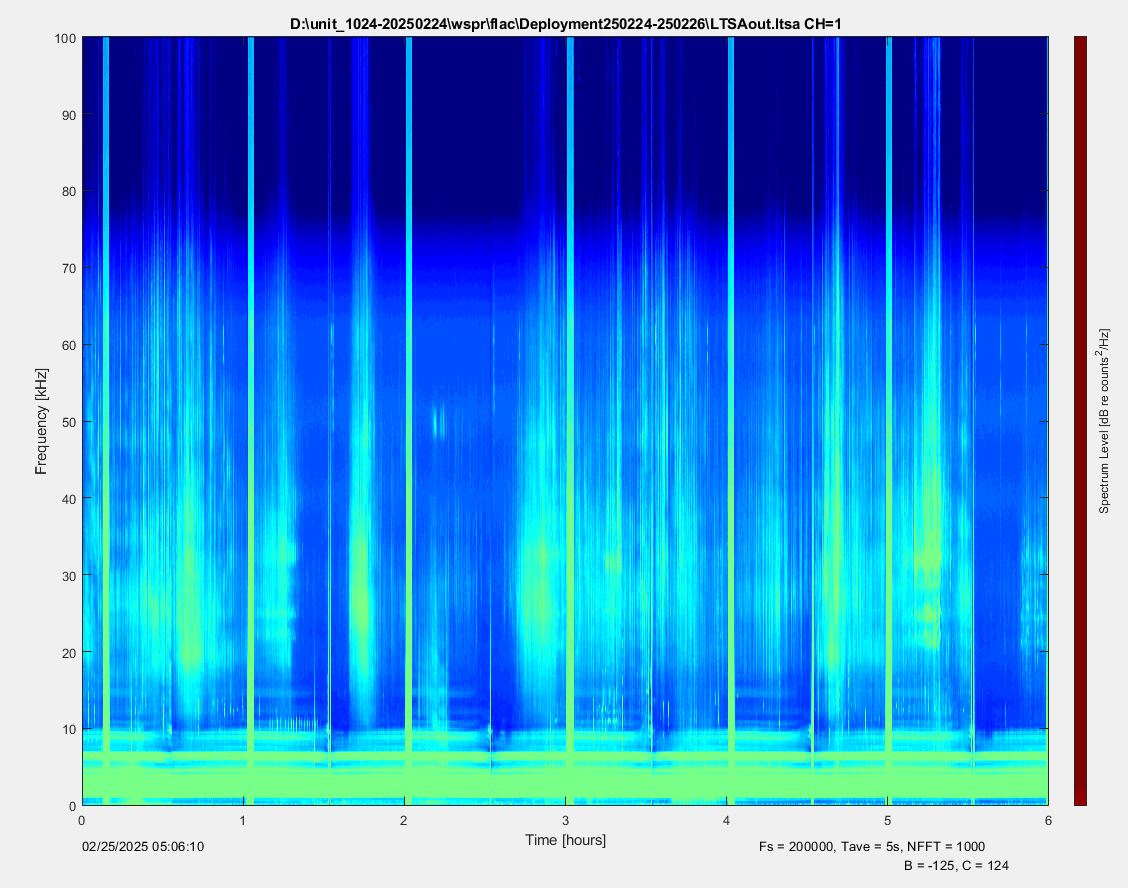 D:\unit_1024-20250224\wspr\flac\Deployment250224-250226\LTSAout.ltsa CH=1
100
90
80
70
60
50
40
30
20
10
0
Frequency [kHz]
0 1 2 3 4 5 6
Time [hours]
Spectrum Level [dB re counts²/Hz]
02/25/2025 05:06:10
Fs = 200000, Tave = 5s, NFFT = 1000
B = -125, C = 124